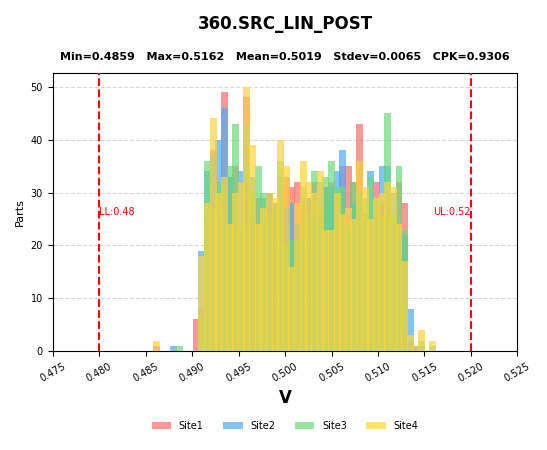 360.SRC_LIN_POST
Min=0.4859 Max=0.5162 Mean=0.5019 Stdev=0.0065 CPK=0.9306
50
40
30
20
10
0
Parts
LL:0.48
UL:0.52
0.475 0.480 0.485 0.490 0.495 0.500 0.505 0.510 0.515 0.520 0.525
V
Site1 Site2 Site3 Site4